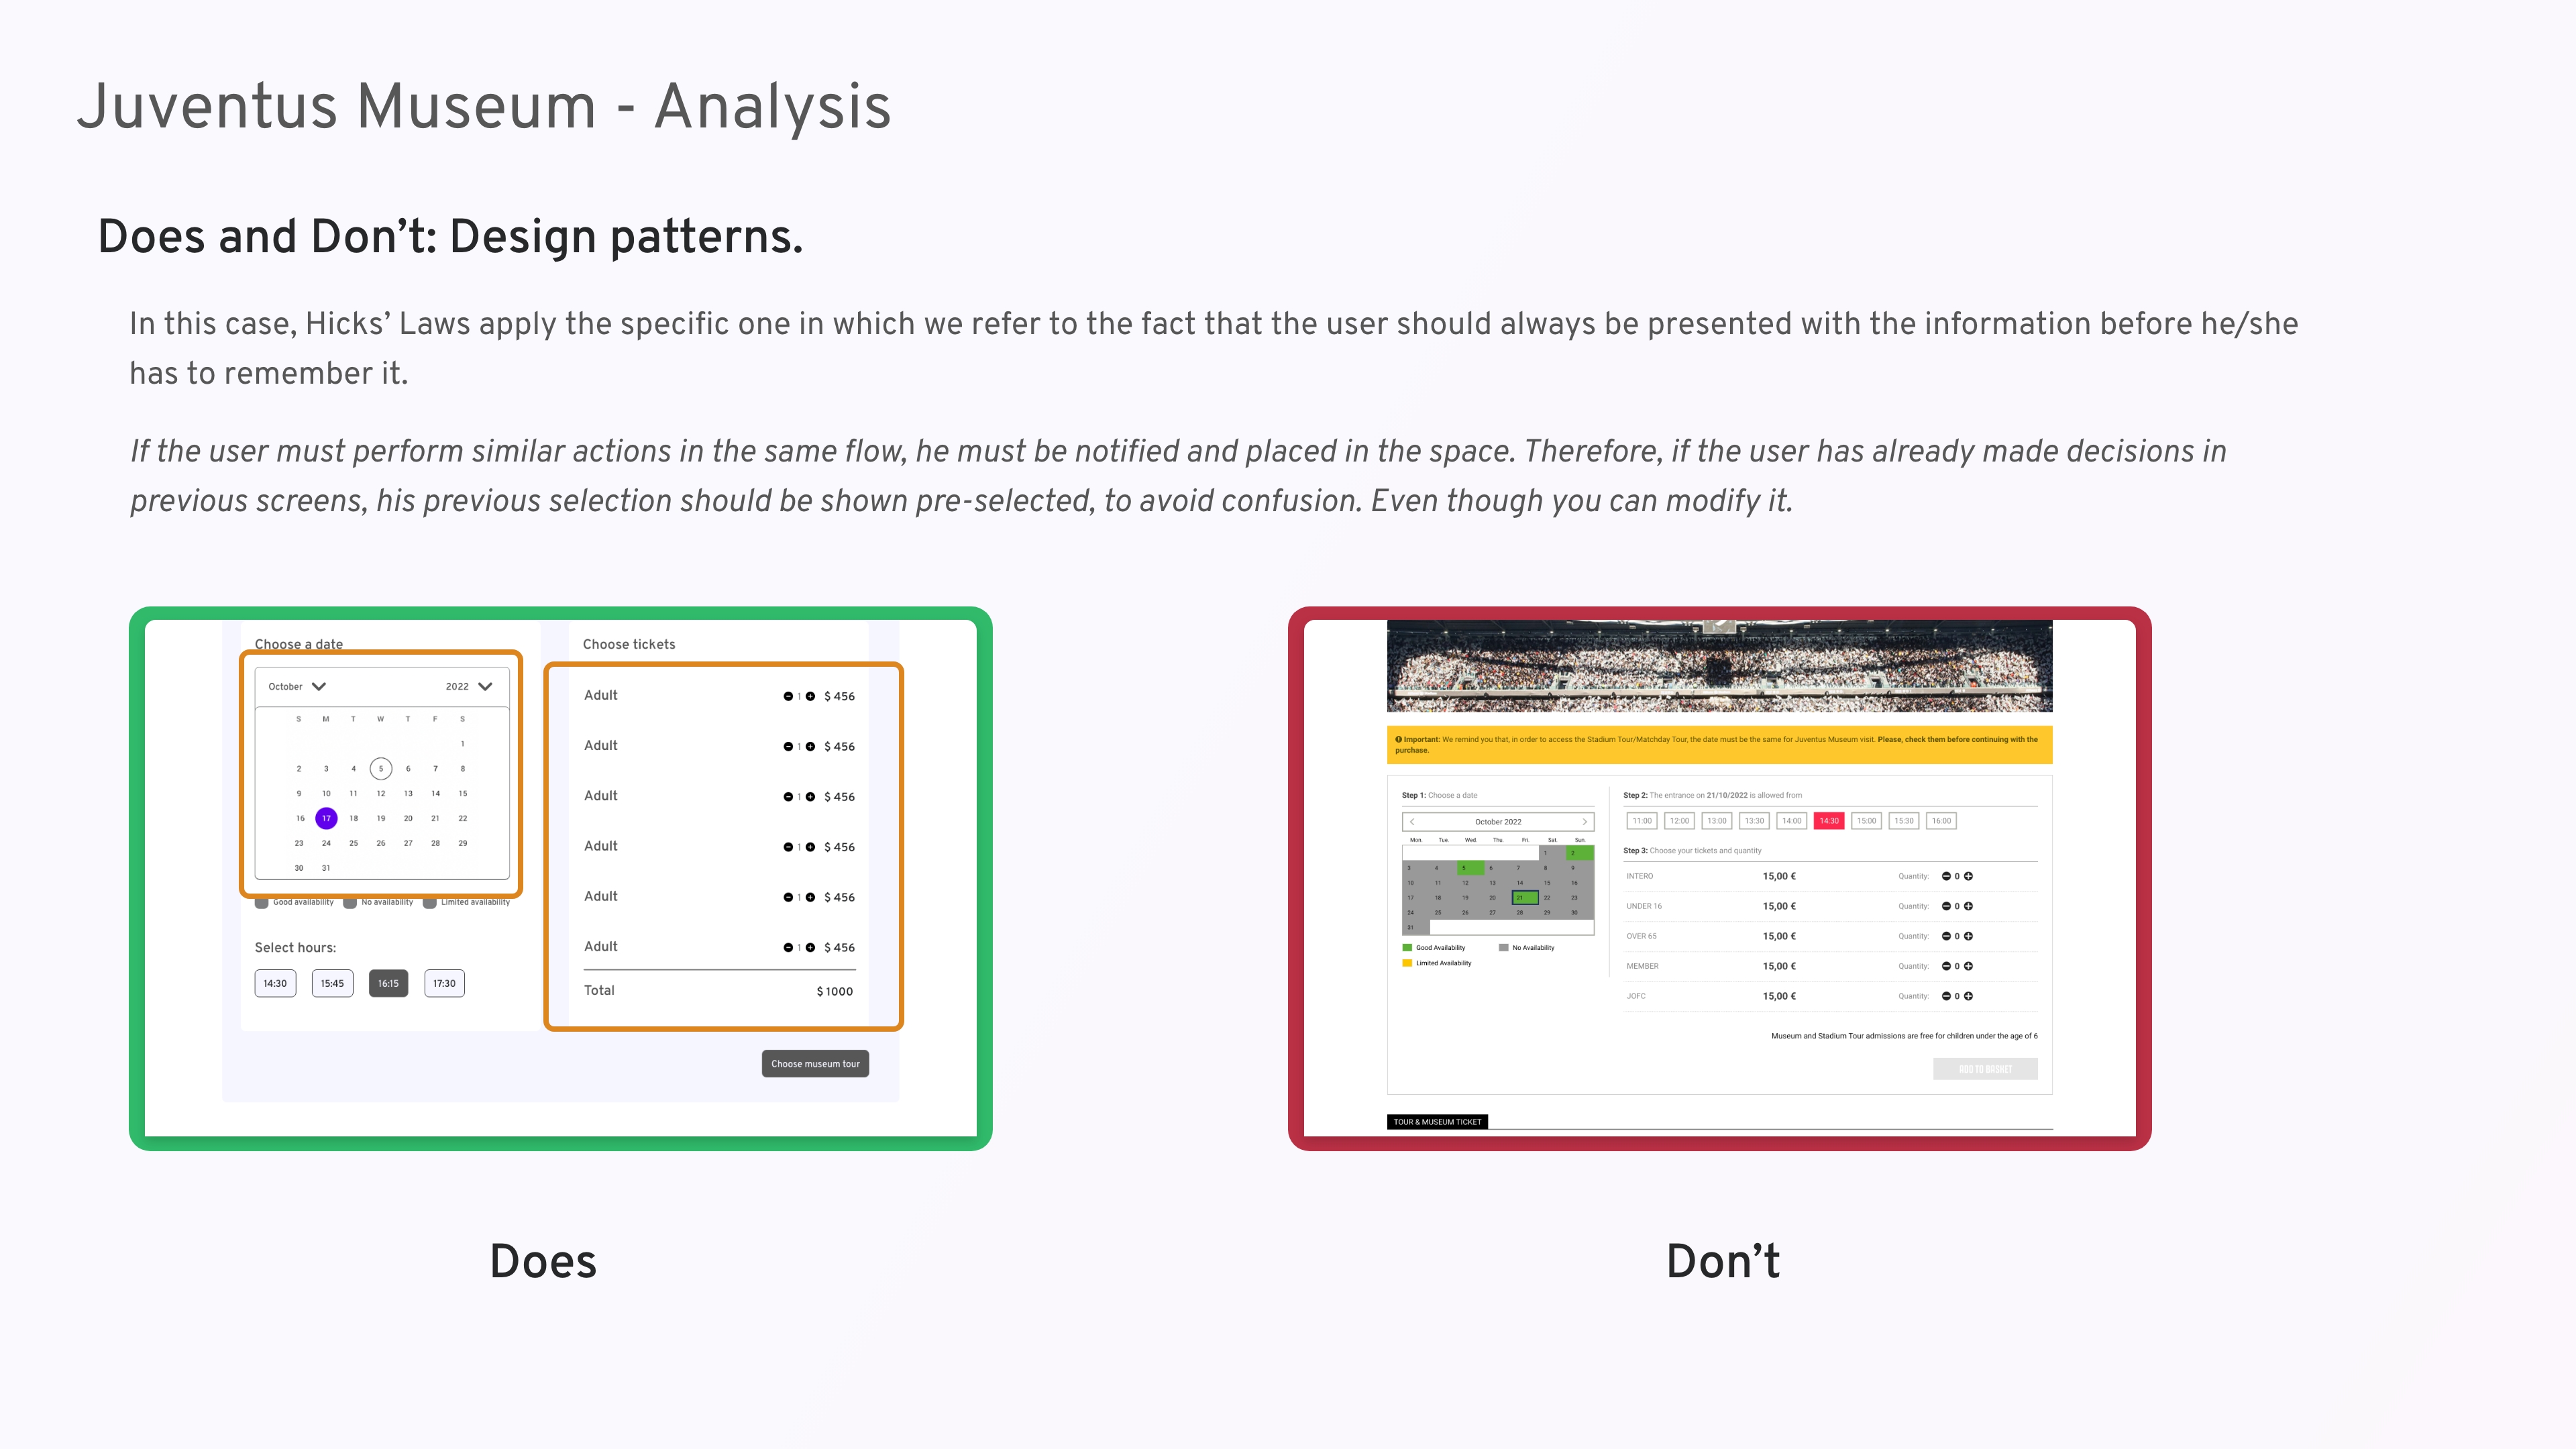 Juventus Museum - Analysis
Does and Don't: Design patterns.
In this case, Hicks' Laws apply the specific one in which we refer to the fact that the user should always be presented with the information before he/she
has to remember it.
If the user must perform similar actions in the same flow, he must be notified and placed in the space. Therefore, if the user has already made decisions in
previous screens, his previous selection should be shown pre-selected, to avoid confusion. Even though you can modify it.
Choose a date
October 2022
S M T W T F S
1
2 3 4 5 6 7 8
9 10 11 12 13 14 15
16 17 18 19 20 21 22
23 24 25 26 27 28 29
30 31
Good availability No availability Limited availability
Select hours:
14:30 15:45 16:15 17:30
Choose tickets
Adult 1 $ 456
Adult 1 $ 456
Adult 1 $ 456
Adult 1 $ 456
Adult 1 $ 456
Adult 1 $ 456
Total $ 1000
Choose museum tour
Does
Important: We remind you that, in order to access the Stadium Tour/Matchday Tour, the date must be the same for Juventus Museum visit. Please, check them before continuing with the
purchase.
Step 1: Choose a date
October 2022
Mon. Tue. Wed. Thu. Fri. Sat. Sun.
1 2
3 4 5 6 7 8 9
10 11 12 13 14 15 16
17 18 19 20 21 22 23
24 25 26 27 28 29 30
31
Good Availability No Availability
Limited Availability
Step 2: The entrance on 21/10/2022 is allowed from
11:00 12:00 13:00 13:30 14:00 14:30 15:00 15:30 16:00
Step 3: Choose your tickets and quantity
INTERO 15,00 € Quantity: 0
UNDER 16 15,00 € Quantity: 0
OVER 65 15,00 € Quantity: 0
MEMBER 15,00 € Quantity: 0
JOFC 15,00 € Quantity: 0
Museum and Stadium Tour admissions are free for children under the age of 6
ADD TO BASKET
TOUR & MUSEUM TICKET
Don't